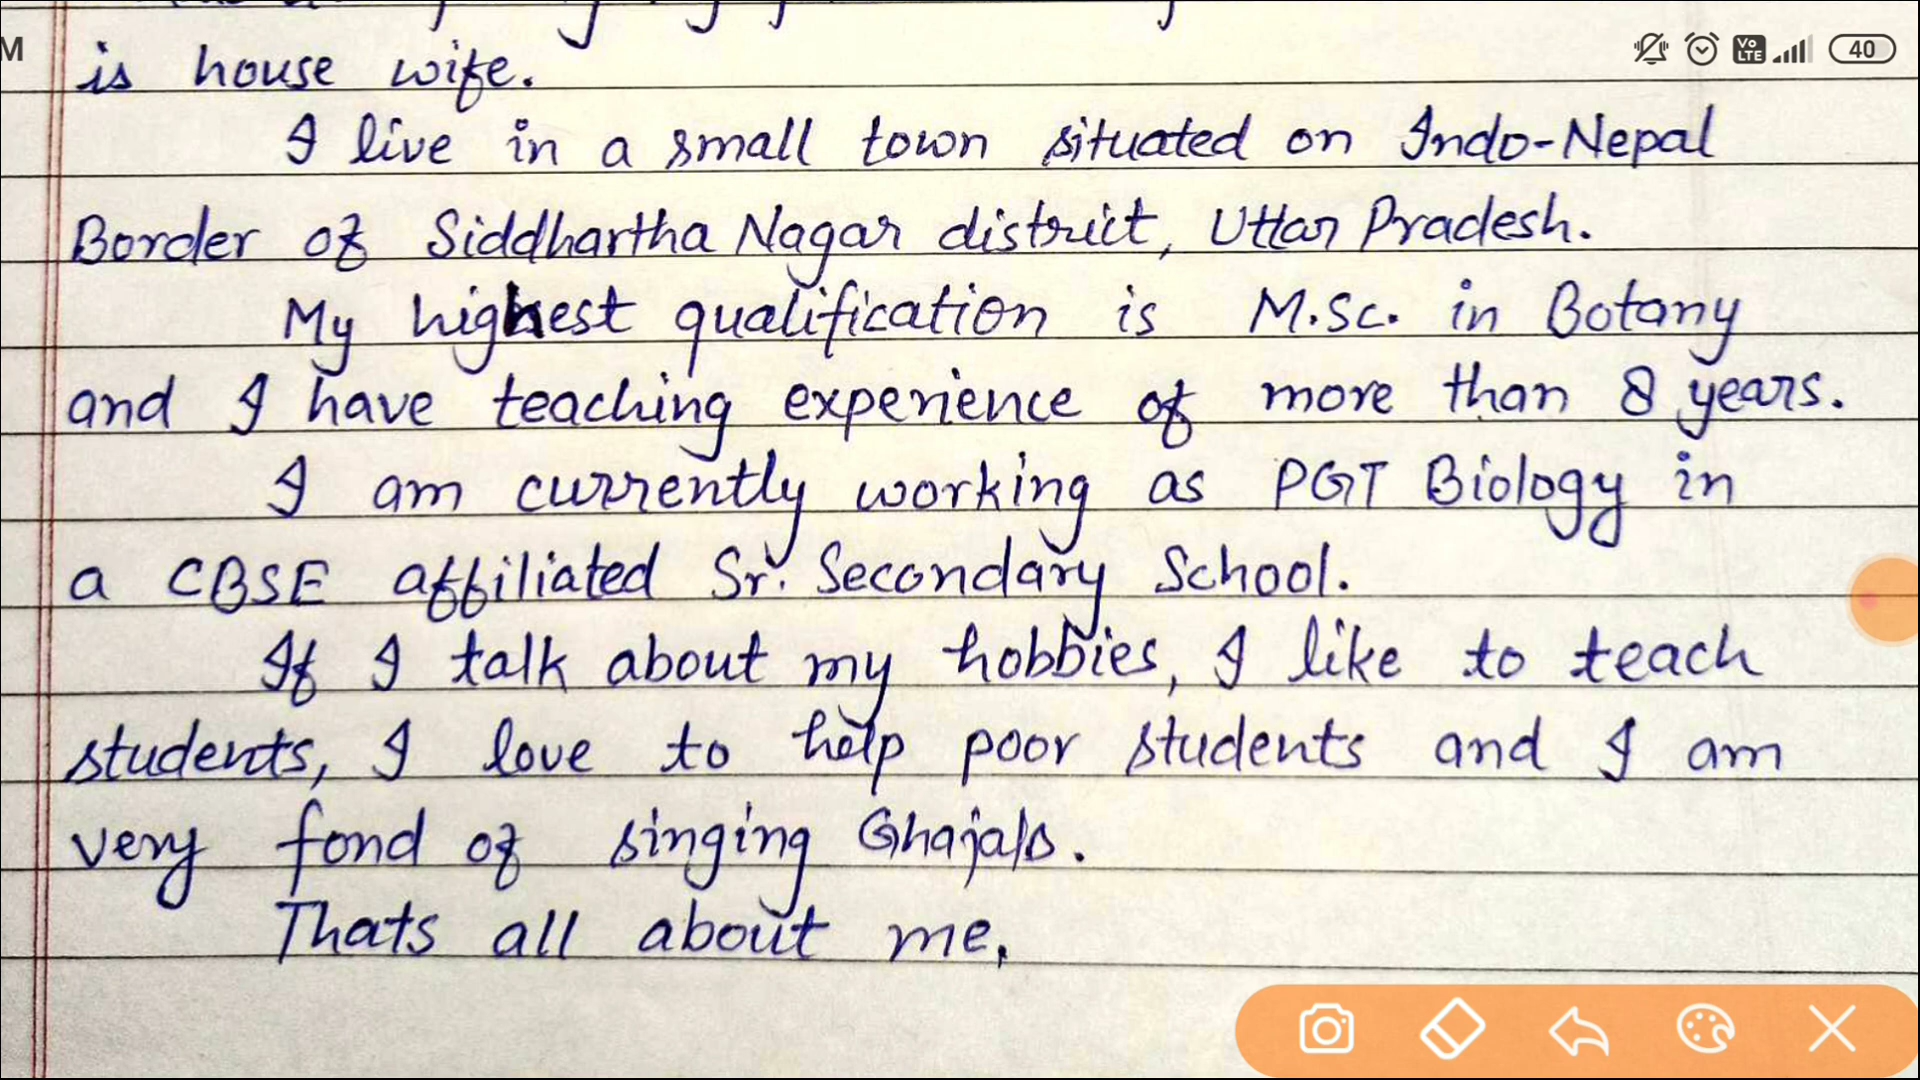 M
is house wife.
40
I live in a small town situated on Indo-Nepal
Border of Siddhartha Nagar district, Uttar Pradesh.
My highest qualification is M.Sc. in Botany
and I have teaching experience of more than 8 years.
I am currently working as PGT Biology in
a CBSE affiliated Sr. Secondary School.
If I talk about my hobbies, I like to teach
students, I love to help poor students and I am
very fond of singing Ghajals.
Thats all about me.